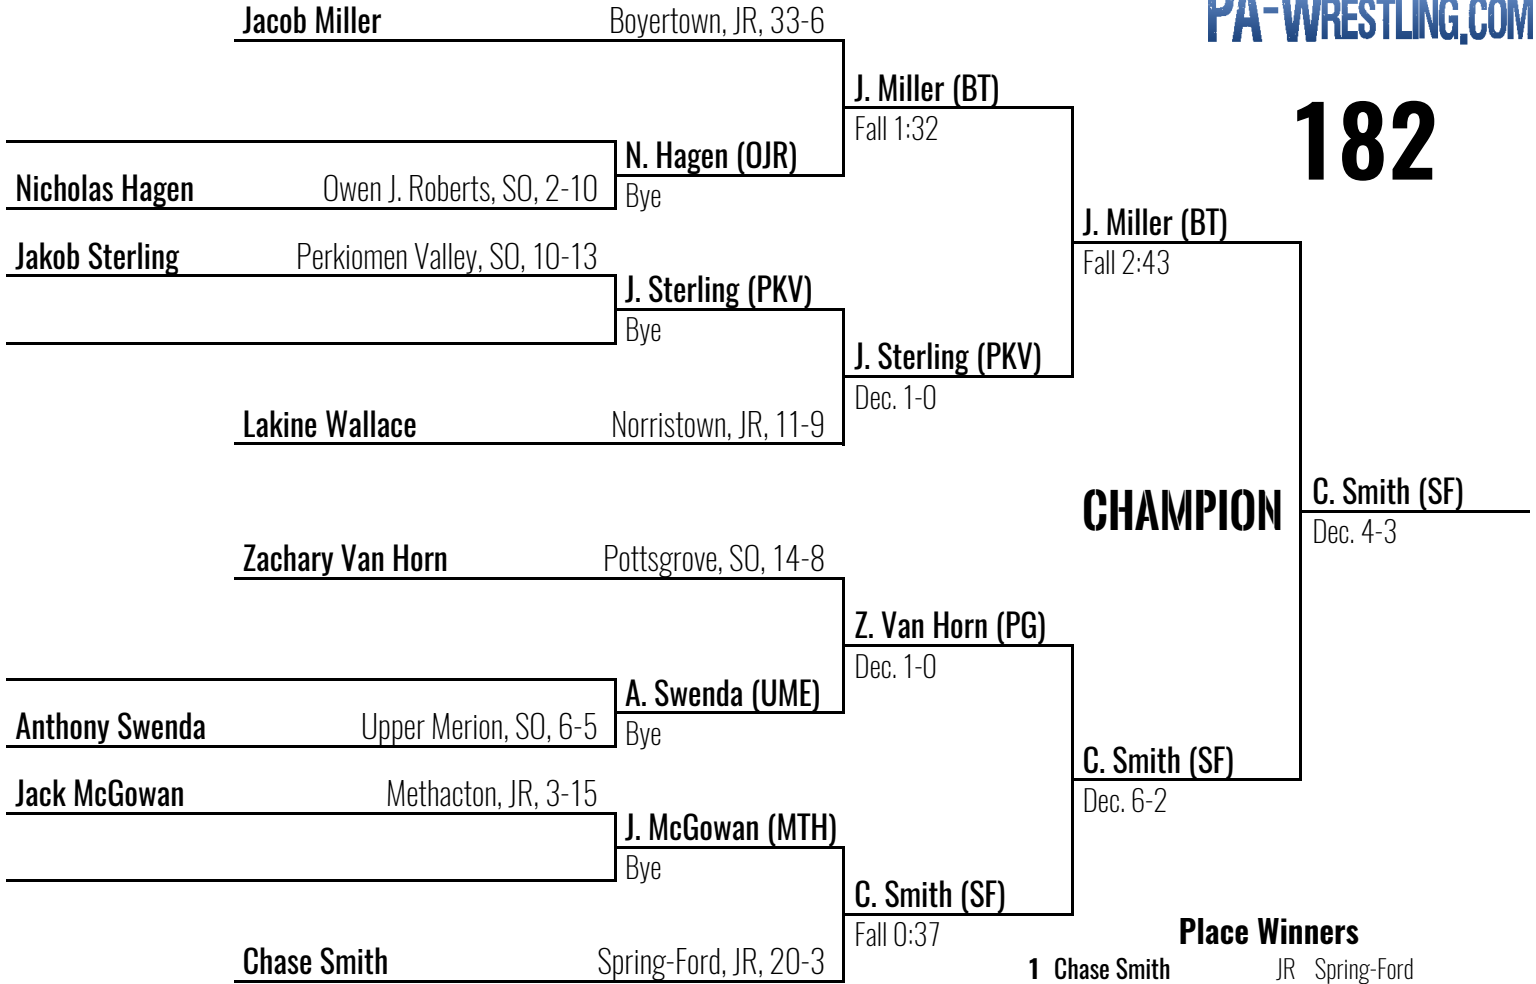 Jacob Miller Boyertown, JR, 33-6
PA-WRESTLING.COM
J. Miller (BT)
Fall 1:32
182
N. Hagen (OJR)
Nicholas Hagen Owen J. Roberts, SO, 2-10
Bye
J. Miller (BT)
Fall 2:43
Jakob Sterling Perkiomen Valley, SO, 10-13
J. Sterling (PKV)
Bye
J. Sterling (PKV)
Dec. 1-0
Lakine Wallace Norristown, JR, 11-9
CHAMPION
C. Smith (SF)
Dec. 4-3
Zachary Van Horn Pottsgrove, SO, 14-8
Z. Van Horn (PG)
Dec. 1-0
A. Swenda (UME)
Anthony Swenda Upper Merion, SO, 6-5
Bye
C. Smith (SF)
Dec. 6-2
Jack McGowan Methacton, JR, 3-15
J. McGowan (MTH)
Bye
C. Smith (SF)
Fall 0:37
Place Winners
Chase Smith Spring-Ford, JR, 20-3
1 Chase Smith JR Spring-Ford